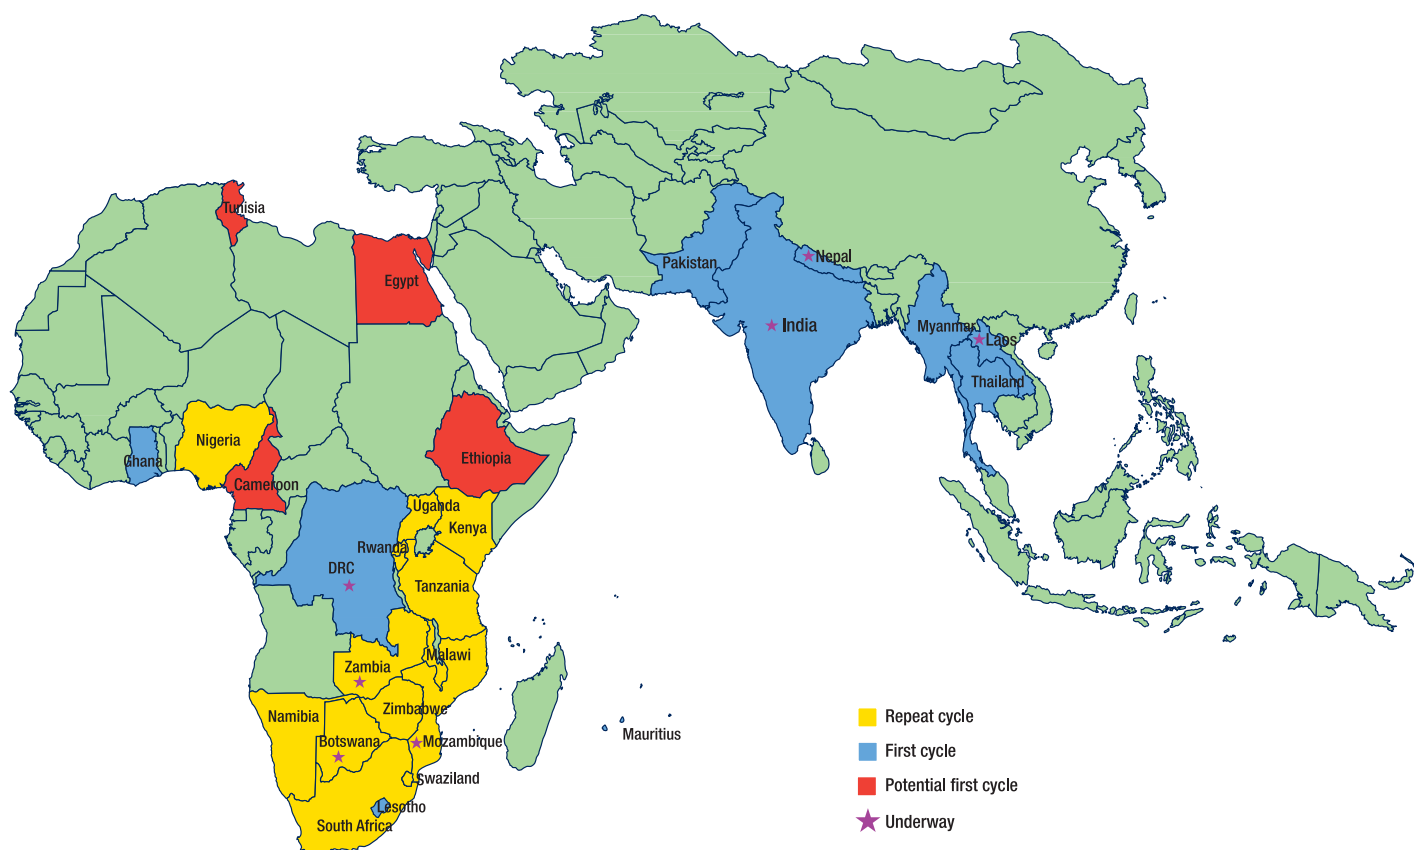 Tunisia
Egypt
Pakistan
Nepal
India
Myanmar
Laos
Thailand
Nigeria
Ghana
Cameroon
Ethiopia
Uganda
Kenya
Rwanda
DRC
Tanzania
Malawi
Zambia
Zimbabwe
Namibia
Botswana
Mozambique
Swaziland
Lesotho
South Africa
Mauritius
Repeat cycle
First cycle
Potential first cycle
Underway